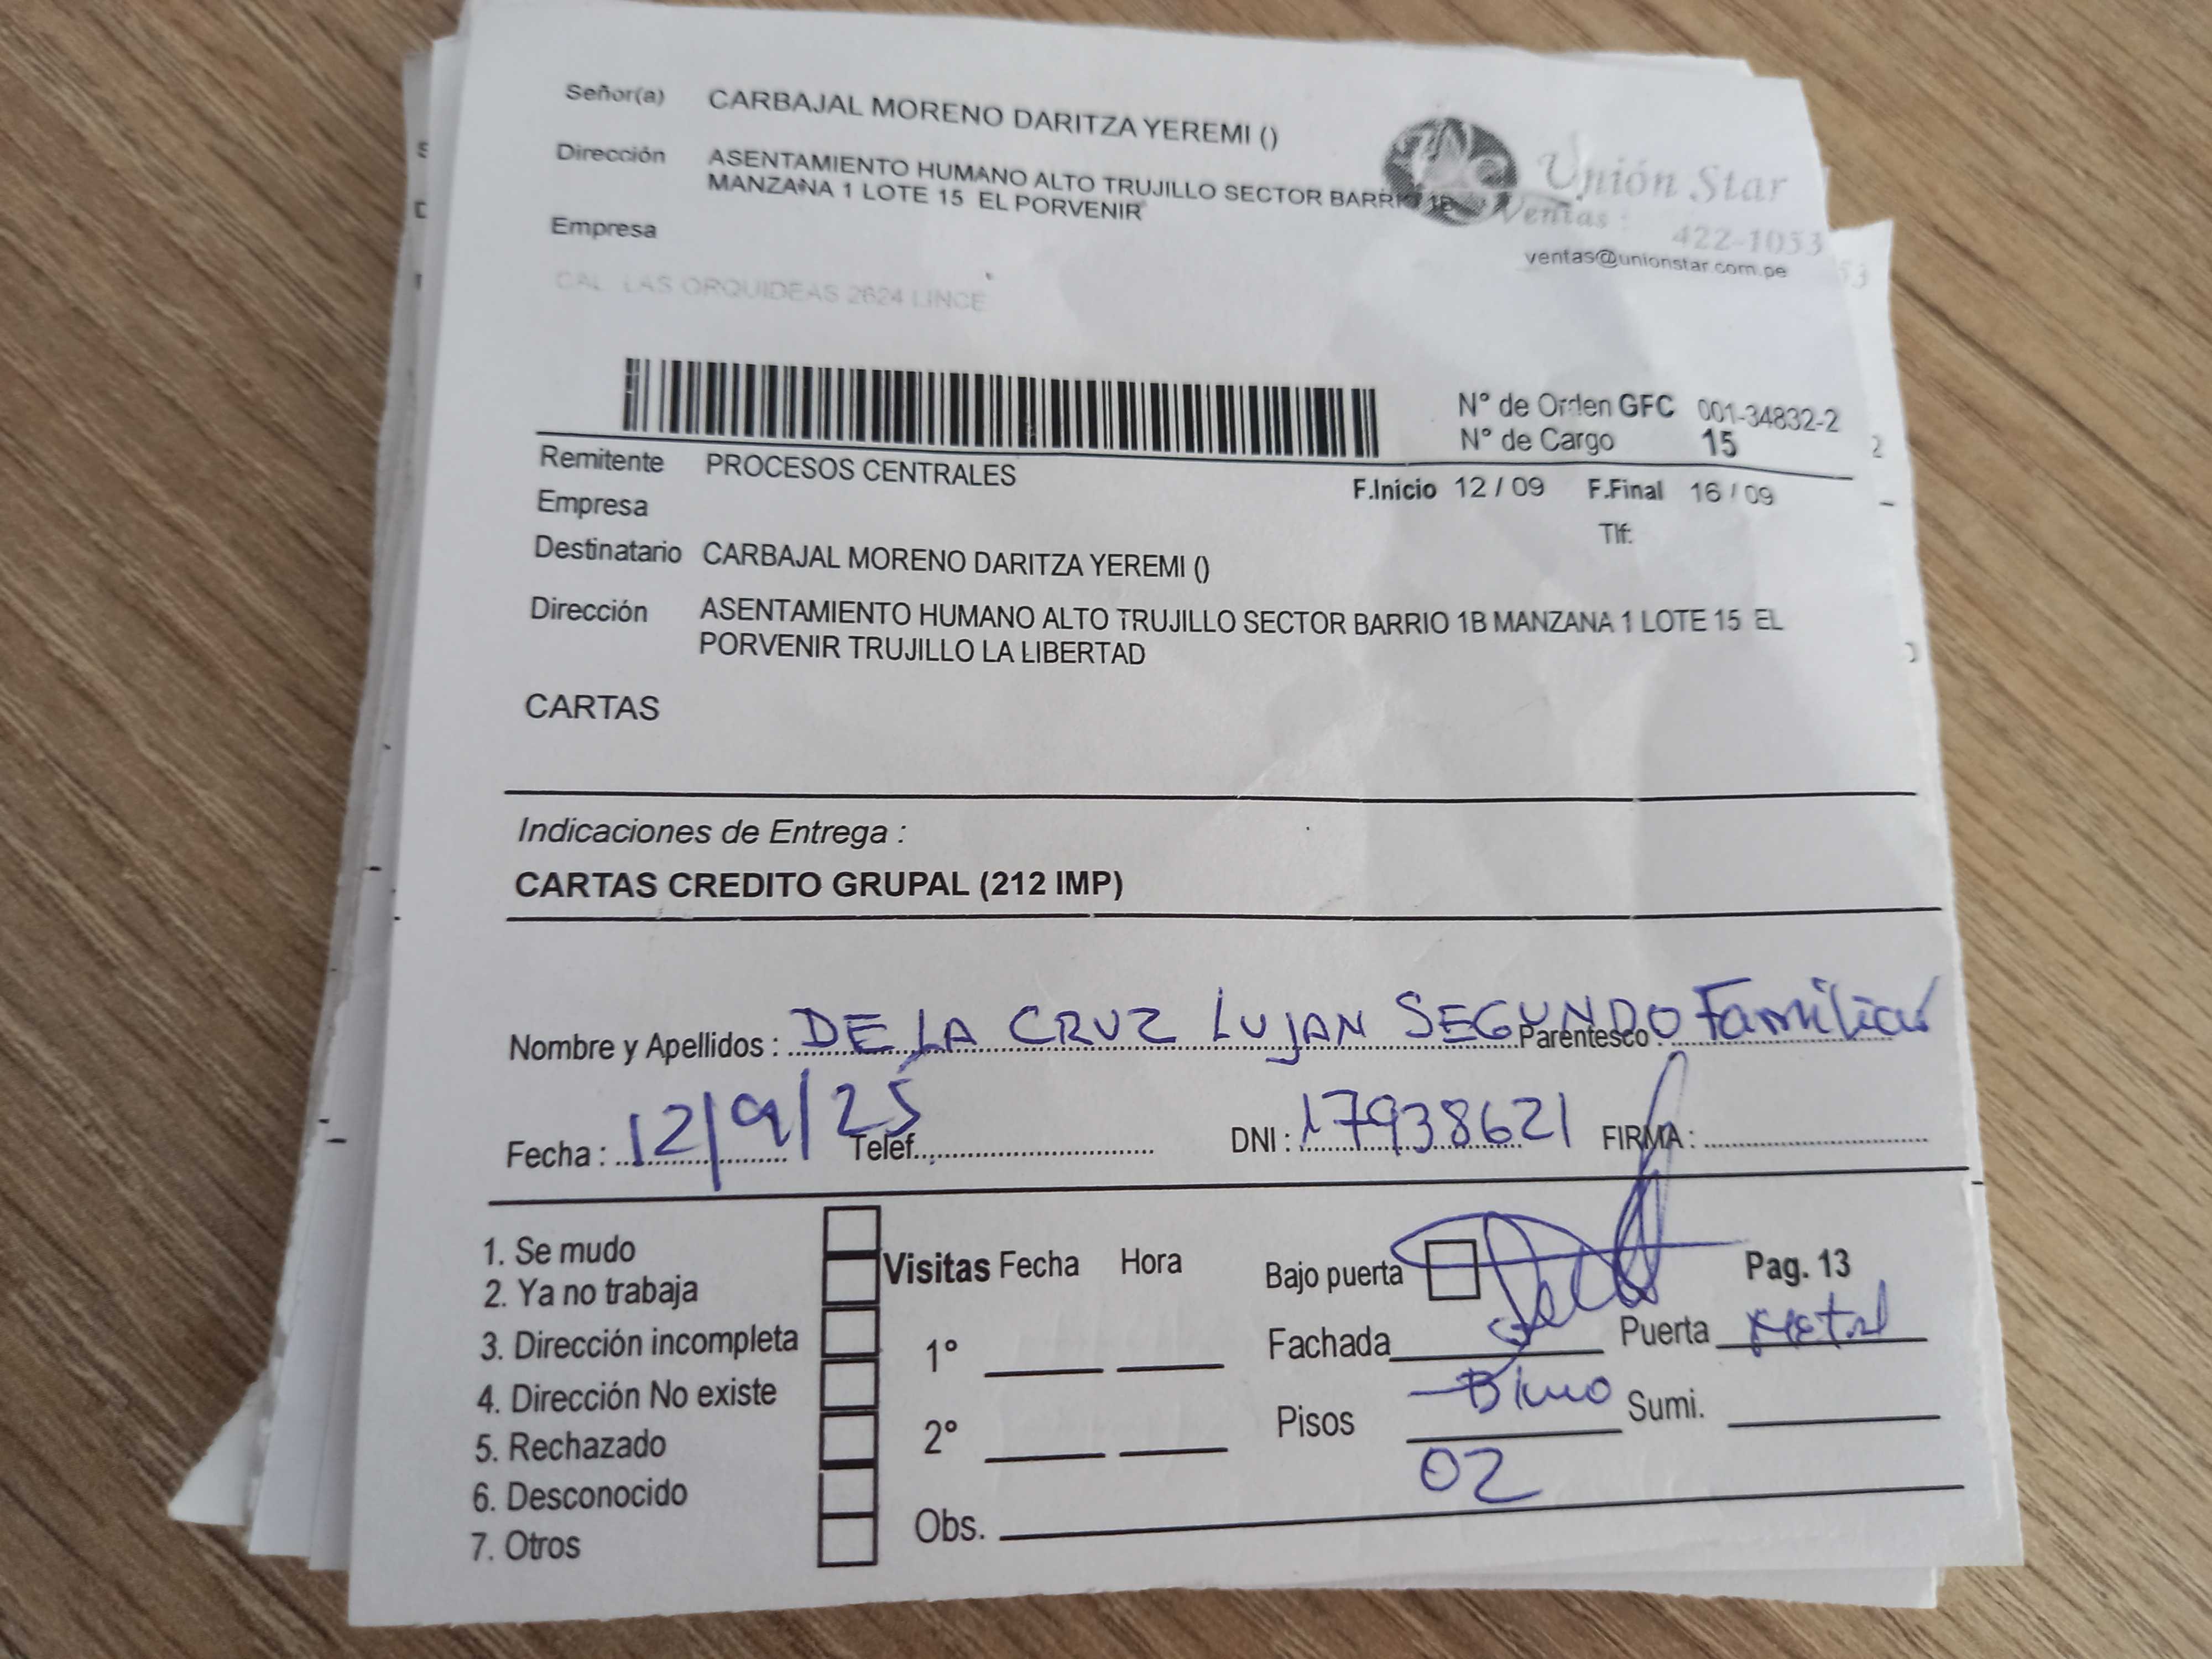 Señor(a) CARBAJAL MORENO DARITZA YEREMI ()
Dirección ASENTAMIENTO HUMANO ALTO TRUJILLO SECTOR BARRIO 1B
MANZANA 1 LOTE 15 EL PORVENIR
Empresa
Unión Star
Ventas : 422-1053
ventas@unionstar.com.pe
CAL LAS ORQUIDEAS 2624 LINCE
N° de Orden GFC 001-34832-2
N° de Cargo 15
Remitente PROCESOS CENTRALES
F.Inicio 12 / 09 F.Final 16 / 09
Empresa
Tlf:
Destinatario CARBAJAL MORENO DARITZA YEREMI ()
Dirección ASENTAMIENTO HUMANO ALTO TRUJILLO SECTOR BARRIO 1B MANZANA 1 LOTE 15 EL
PORVENIR TRUJILLO LA LIBERTAD
CARTAS
Indicaciones de Entrega :
CARTAS CREDITO GRUPAL (212 IMP)
Nombre y Apellidos : DE LA CRUZ LUJAN SEGUNDO Parentesco : Familiar
Fecha : 12/9/25 Telef. DNI : 17938621 FIRMA :
1. Se mudo
2. Ya no trabaja
3. Dirección incompleta
4. Dirección No existe
5. Rechazado
6. Desconocido
7. Otros
Visitas Fecha Hora
1°
2°
Obs.
Bajo puerta Pag. 13
Fachada Puerta metal
Pisos Sumi.
02